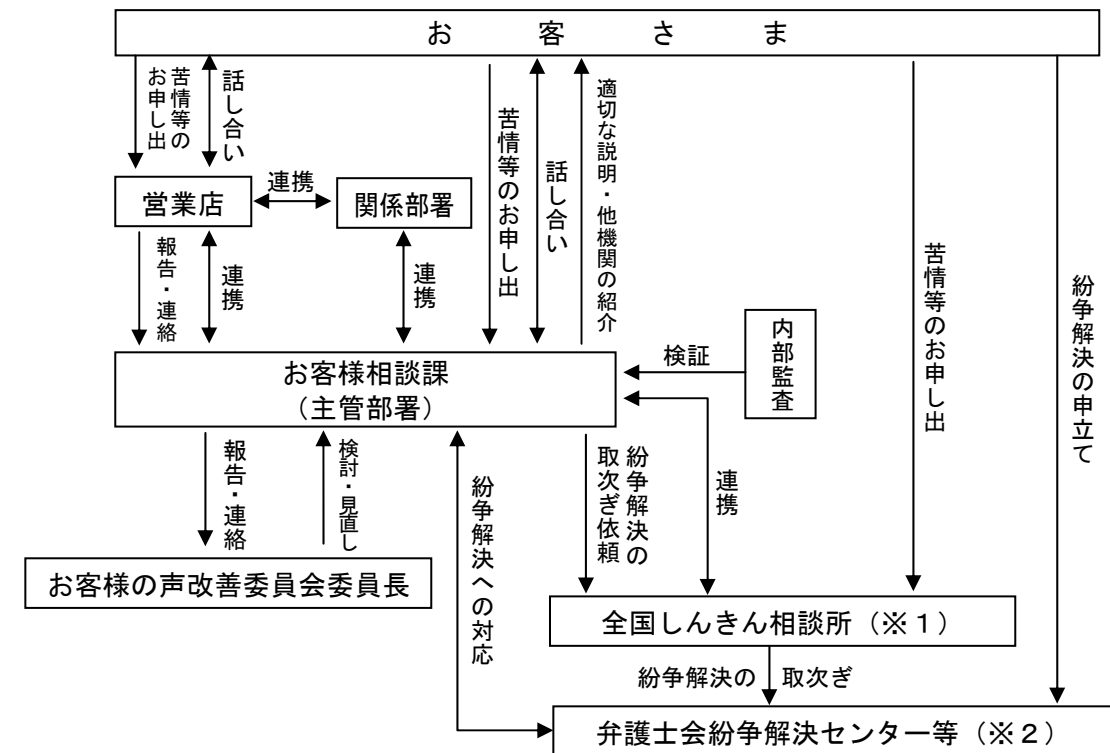 お客さま
苦情等の
お申し出
話し合い
苦情等のお申し出
話し合い
適切な説明・他機関の紹介
苦情等のお申し出
紛争解決の申立て
営業店
連携
関係部署
報告・連絡
連携
連携
内部監査
検証
お客様相談課
（主管部署）
報告・連絡
検討・見直し
紛争解決への対応
紛争解決の
取次ぎ依頼
連携
お客様の声改善委員会委員長
全国しんきん相談所（※１）
紛争解決の　取次ぎ
弁護士会紛争解決センター等（※２）